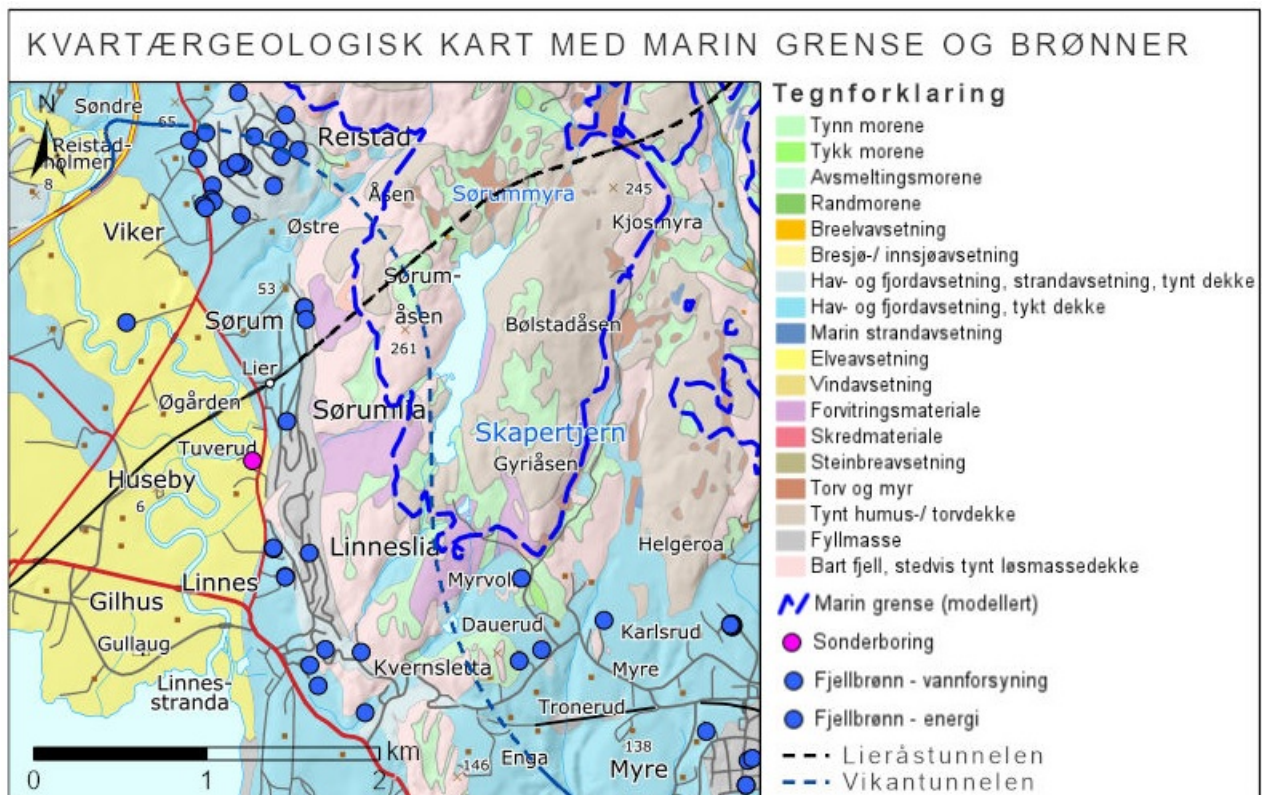 KVARTÆRGEOLOGISK KART MED MARIN GRENSE OG BRØNNER
N
Søndre
65
Reistad-
holmen
8
Reistad
Viker
Østre
Åsen
Sørummyra
245
Kjosmyra
53
Sørum
Sørum-
åsen
261
Bølstadåsen
Lier
Øgården
Sørumlia
Skapertjern
Gyriåsen
Tuverud
Huseby
6
Linneslia
Helgeroa
Linnes
Gilhus
Myrvoll
Dauerud
Karlsrud
Gullaug
Kvernsletta
Myre
Linnes-
stranda
Tronerud
138
Enga
Myre
146
km
0 1 2
Tegnforklaring
Tynn morene
Tykk morene
Avsmeltingsmorene
Randmorene
Breelvavsetning
Bresjø-/ innsjøavsetning
Hav- og fjordavsetning, strandavsetning, tynt dekke
Hav- og fjordavsetning, tykt dekke
Marin strandavsetning
Elveavsetning
Vindavsetning
Forvitringsmateriale
Skredmateriale
Steinbreavsetning
Torv og myr
Tynt humus-/ torvdekke
Fyllmasse
Bart fjell, stedvis tynt løsmassedekke
Marin grense (modellert)
Sonderboring
Fjellbrønn - vannforsyning
Fjellbrønn - energi
Lieråstunnelen
Vikantunnelen